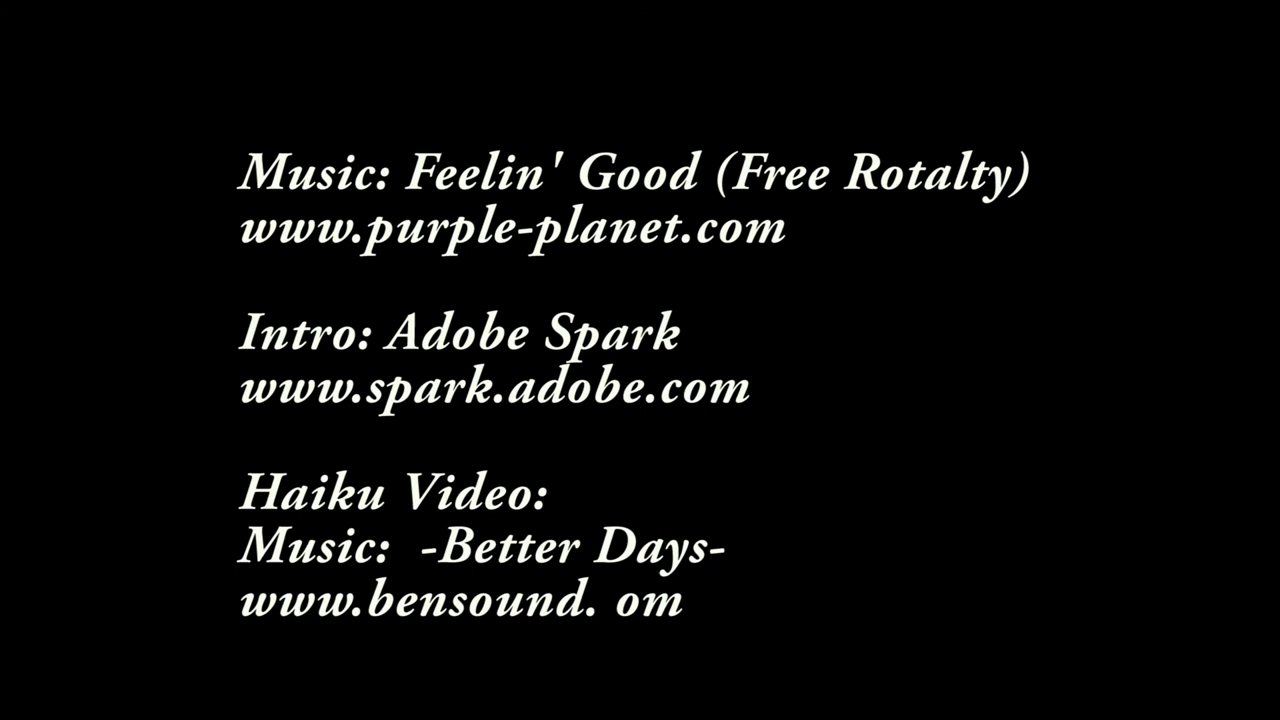 Music: Feelin' Good (Free Rotalty)
www.purple-planet.com
Intro: Adobe Spark
www.spark.adobe.com
Haiku Video:
Music:  -Better Days-
www.bensound. om